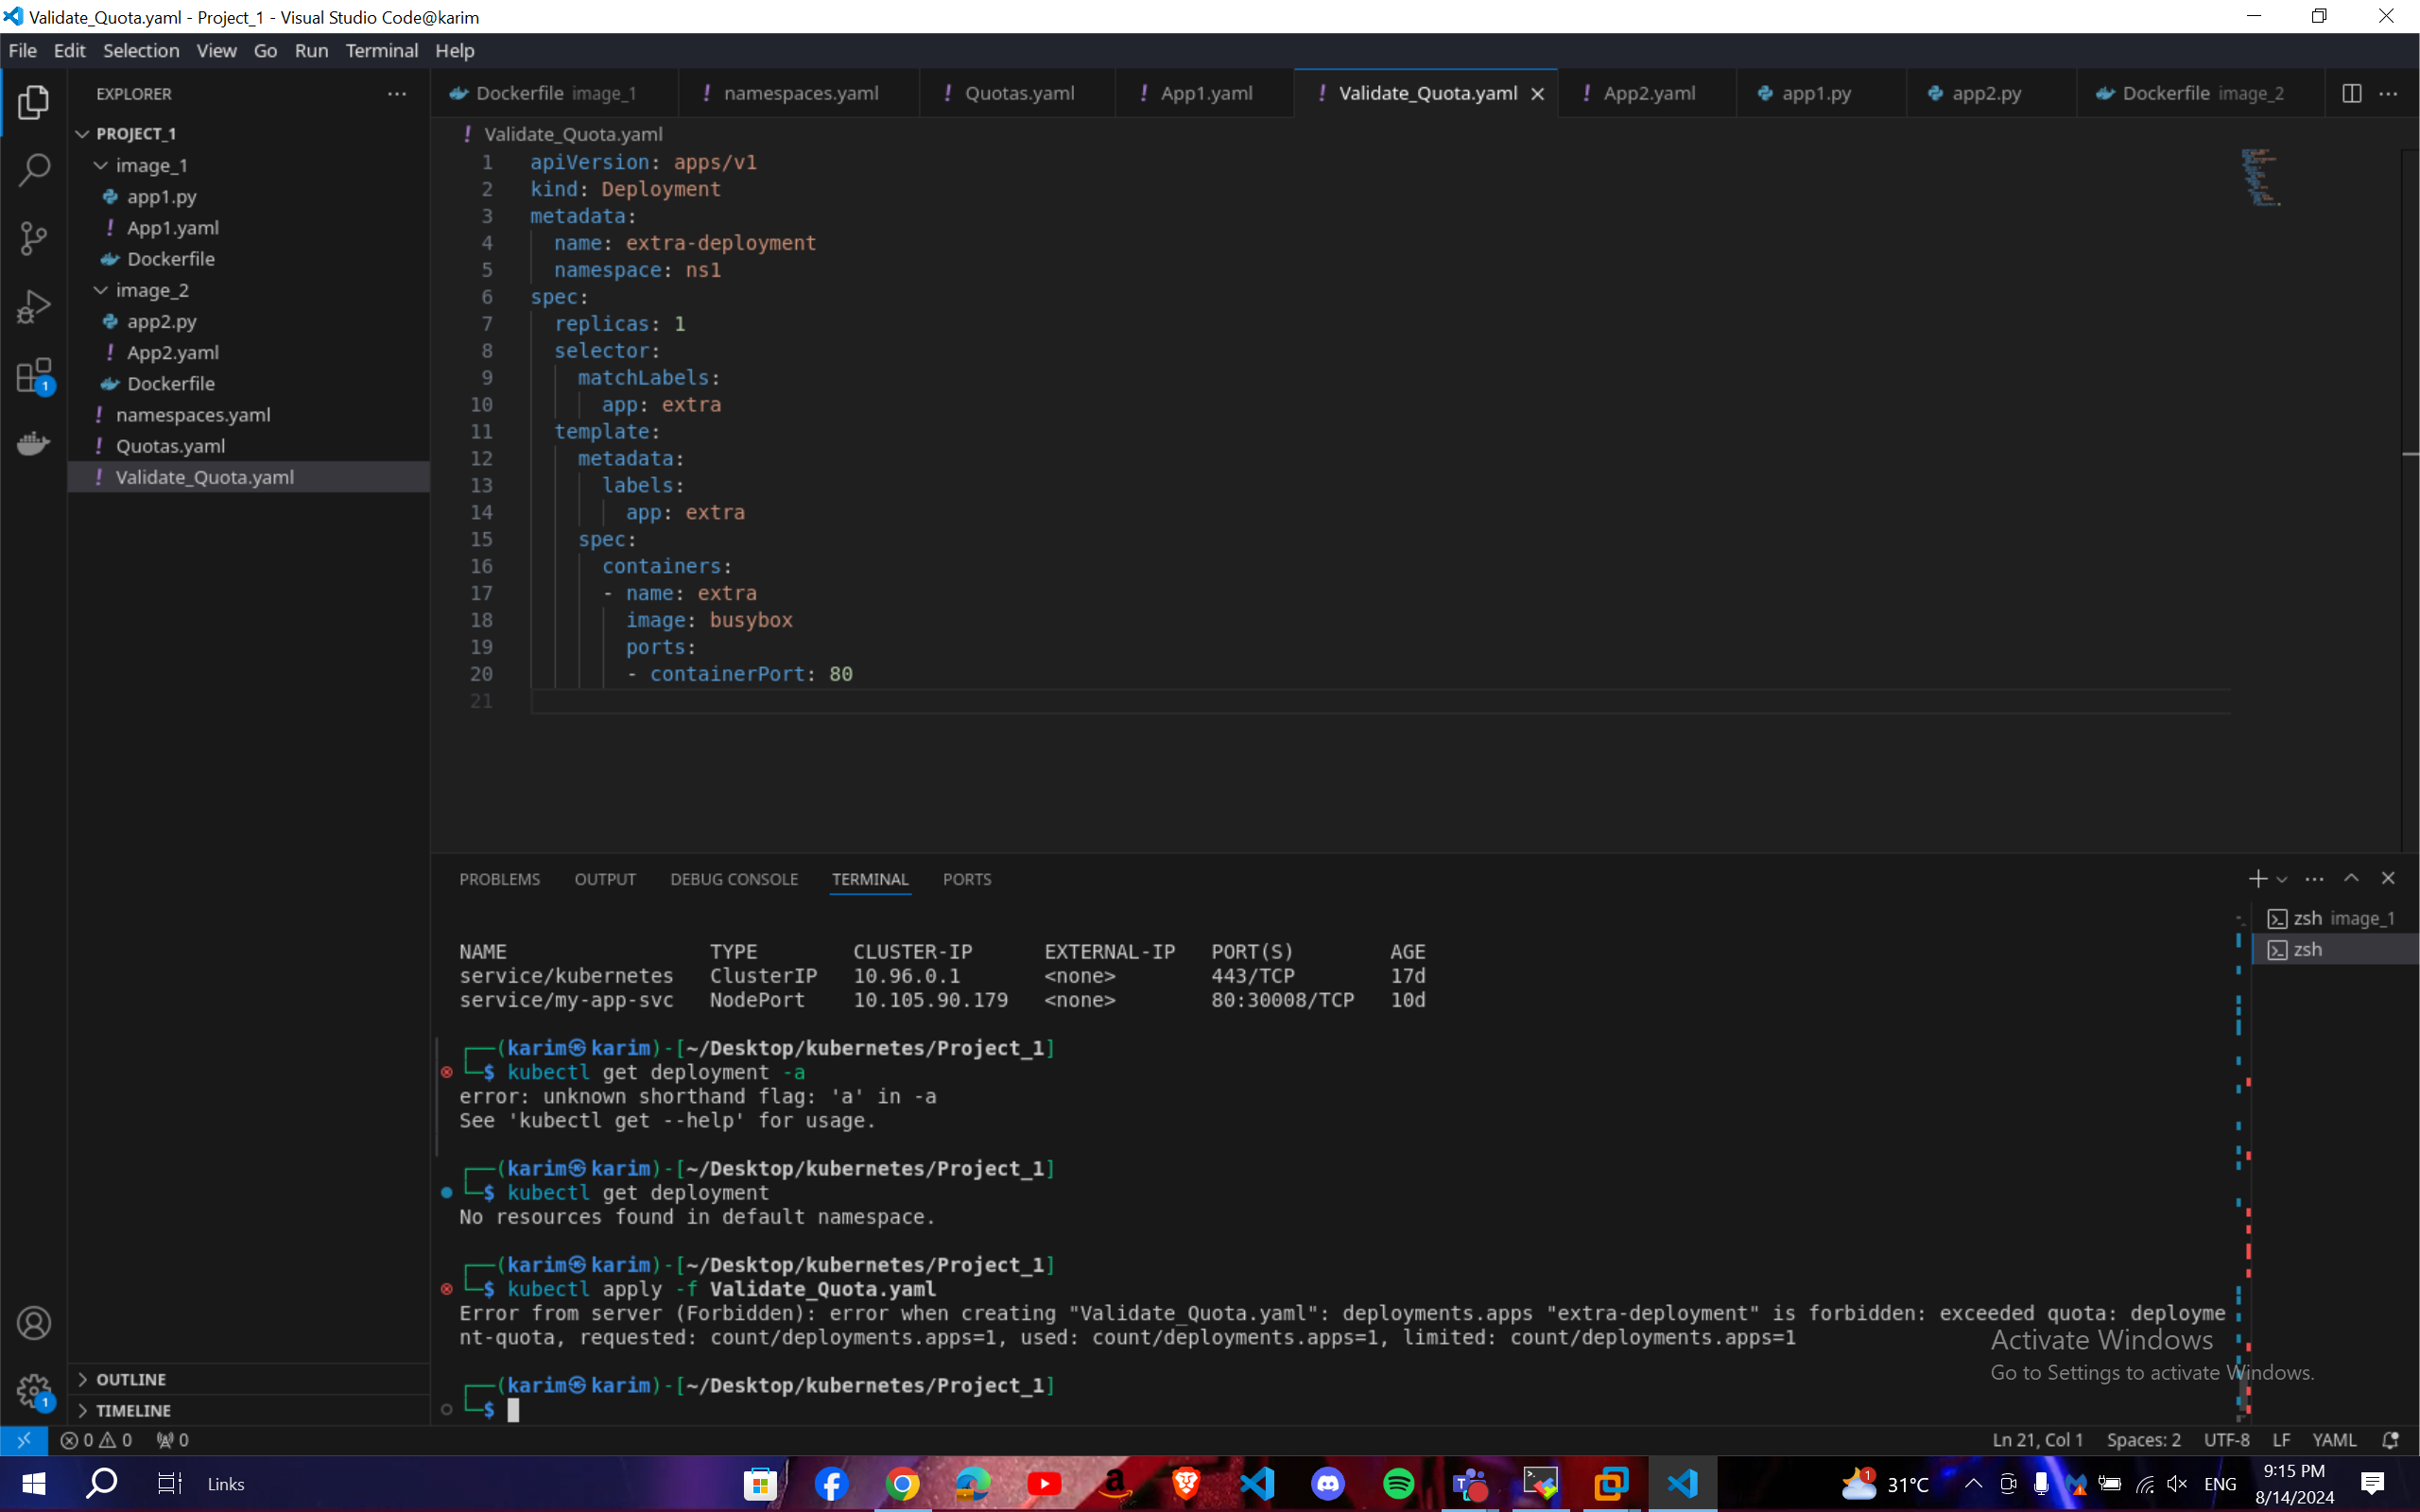 Validate_Quota.yaml - Project_1 - Visual Studio Code@karim
File Edit Selection View Go Run Terminal Help
EXPLORER
Dockerfile image_1 ! namespaces.yaml ! Quotas.yaml ! App1.yaml ! Validate_Quota.yaml ! App2.yaml app1.py app2.py Dockerfile image_2
PROJECT_1
image_1
app1.py
! App1.yaml
Dockerfile
image_2
app2.py
! App2.yaml
Dockerfile
! namespaces.yaml
! Quotas.yaml
! Validate_Quota.yaml
OUTLINE
TIMELINE
! Validate_Quota.yaml
1 apiVersion: apps/v1
2 kind: Deployment
3 metadata:
4 name: extra-deployment
5 namespace: ns1
6 spec:
7 replicas: 1
8 selector:
9 matchLabels:
10 app: extra
11 template:
12 metadata:
13 labels:
14 app: extra
15 spec:
16 containers:
17 - name: extra
18 image: busybox
19 ports:
20 - containerPort: 80
21
PROBLEMS OUTPUT DEBUG CONSOLE TERMINAL PORTS
zsh image_1
zsh
NAME TYPE CLUSTER-IP EXTERNAL-IP PORT(S) AGE
service/kubernetes ClusterIP 10.96.0.1 <none> 443/TCP 17d
service/my-app-svc NodePort 10.105.90.179 <none> 80:30008/TCP 10d
┌──(karim㉿karim)-[~/Desktop/kubernetes/Project_1]
└─$ kubectl get deployment -a
error: unknown shorthand flag: 'a' in -a
See 'kubectl get --help' for usage.
┌──(karim㉿karim)-[~/Desktop/kubernetes/Project_1]
└─$ kubectl get deployment
No resources found in default namespace.
┌──(karim㉿karim)-[~/Desktop/kubernetes/Project_1]
└─$ kubectl apply -f Validate_Quota.yaml
Error from server (Forbidden): error when creating "Validate_Quota.yaml": deployments.apps "extra-deployment" is forbidden: exceeded quota: deployme
nt-quota, requested: count/deployments.apps=1, used: count/deployments.apps=1, limited: count/deployments.apps=1
┌──(karim㉿karim)-[~/Desktop/kubernetes/Project_1]
└─$
Activate Windows
Go to Settings to activate Windows.
1
1
0 0 0
Ln 21, Col 1 Spaces: 2 UTF-8 LF YAML
Links
1 31°C ENG 9:15 PM
8/14/2024